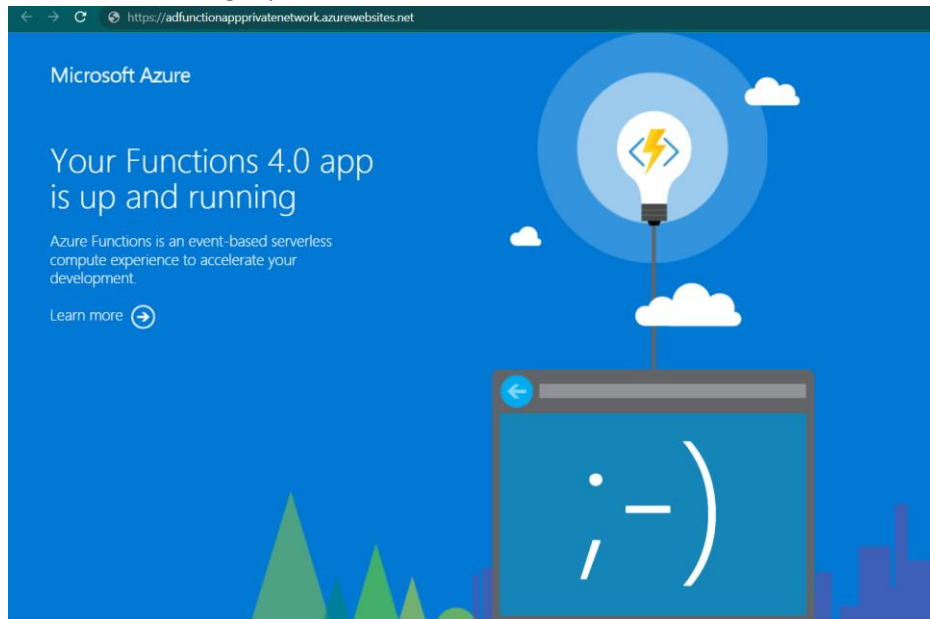 https://adfunctionappprivatenetwork.azurewebsites.net
Microsoft Azure
Your Functions 4.0 app
is up and running
Azure Functions is an event-based serverless
compute experience to accelerate your
development.
Learn more
;-)